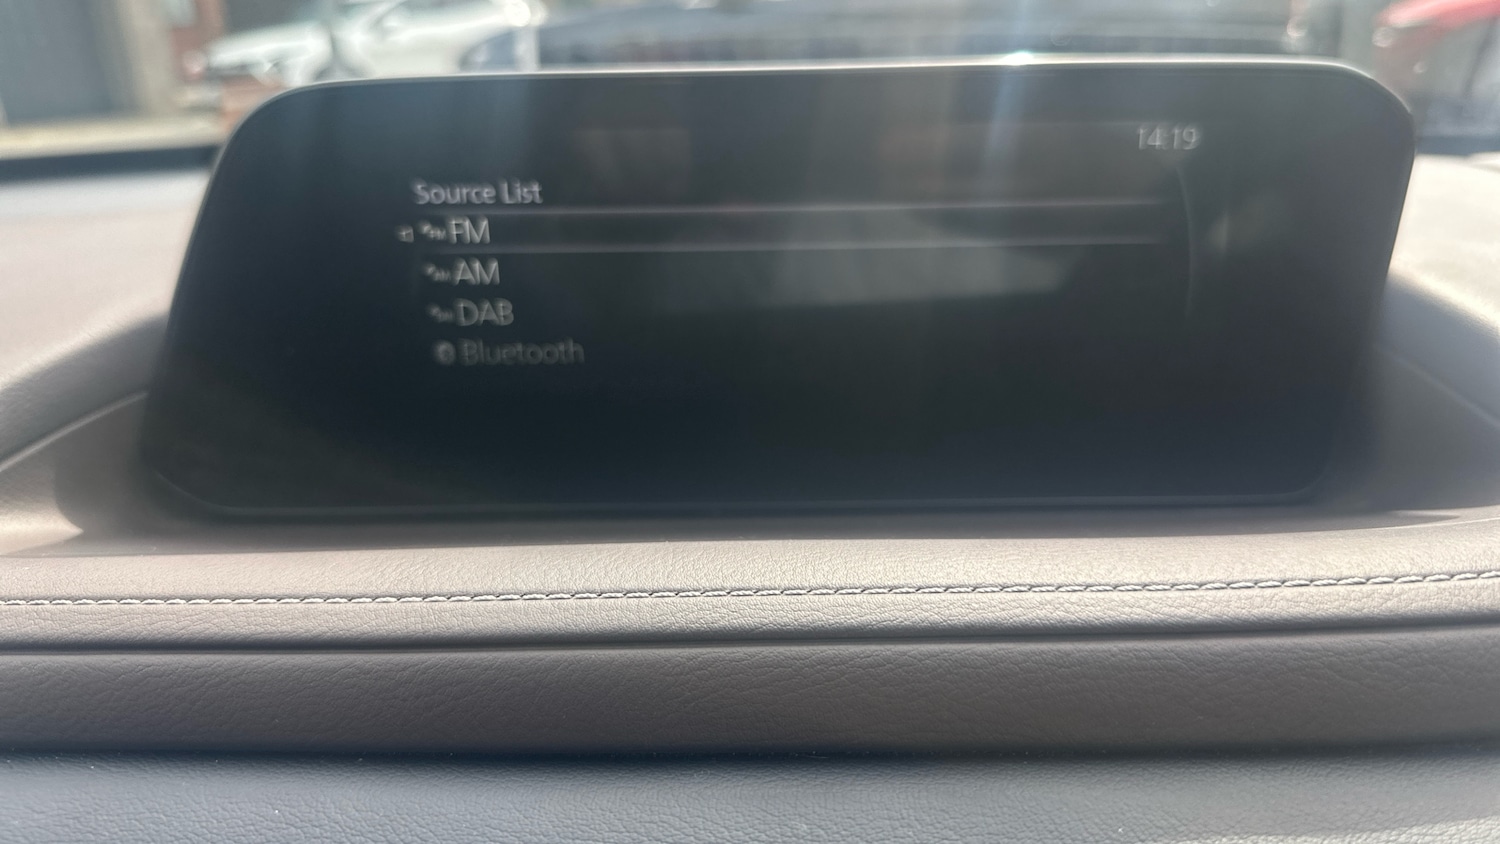 14:19
Source List
FM
AM
DAB
Bluetooth